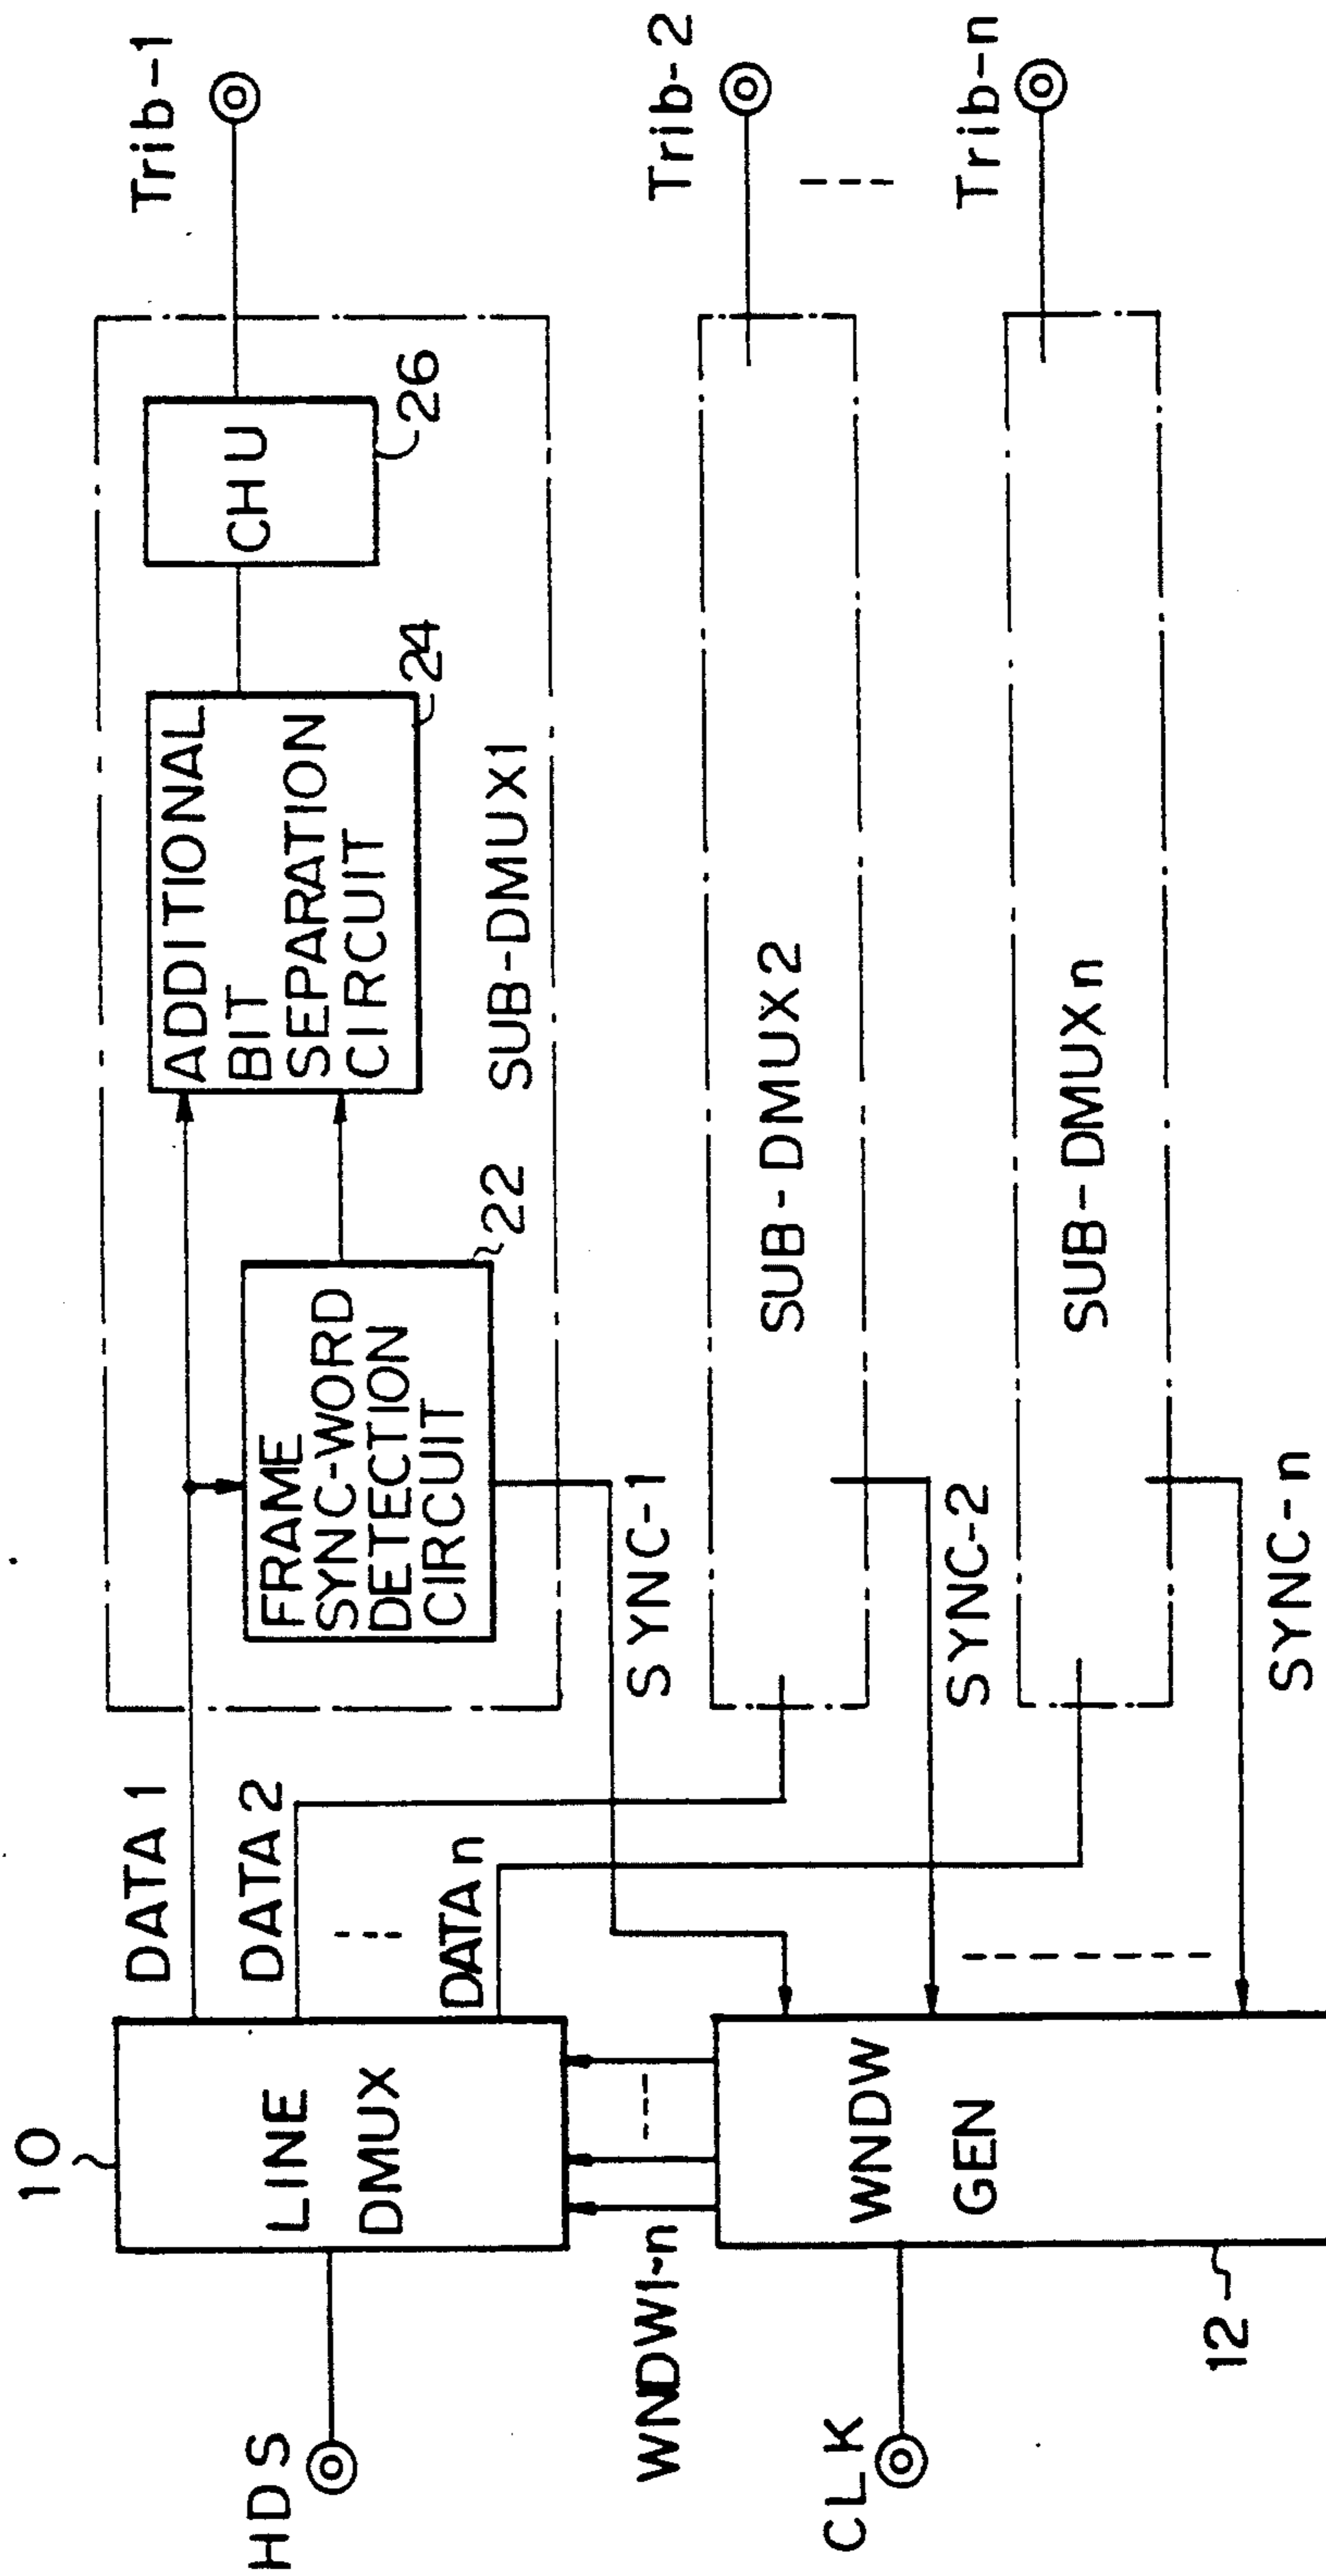 HDS
10
LINE
DMUX
DATA 1
DATA 2
DATA n
WNDW1~n
CLK
WNDW
GEN
12
FRAME
SYNC-WORD
DETECTION
CIRCUIT
22
ADDITIONAL
BIT
SEPARATION
CIRCUIT
24
CHU
26
SUB-DMUX1
Trib-1
SYNC-1
SUB-DMUX2
Trib-2
SYNC-2
SUB-DMUXn
Trib-n
SYNC-n